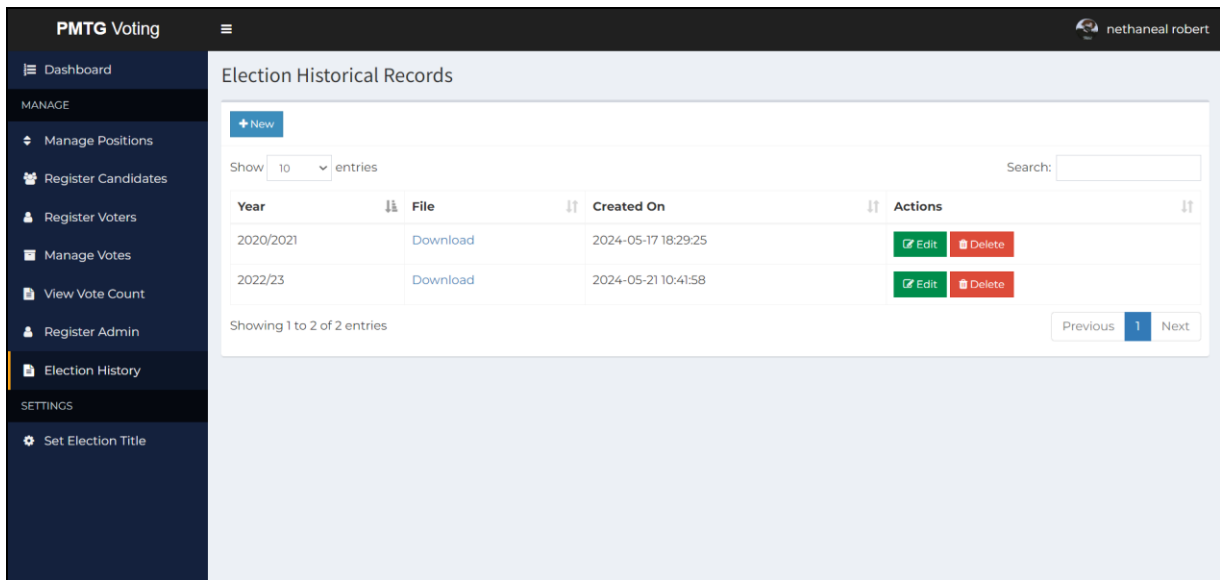 PMTG Voting
nethaneal robert
Dashboard
MANAGE
Manage Positions
Register Candidates
Register Voters
Manage Votes
View Vote Count
Register Admin
Election History
SETTINGS
Set Election Title
Election Historical Records
New
Show 10 entries Search:
Year File Created On Actions
2020/2021 Download 2024-05-17 18:29:25 Edit Delete
2022/23 Download 2024-05-21 10:41:58 Edit Delete
Showing 1 to 2 of 2 entries Previous 1 Next